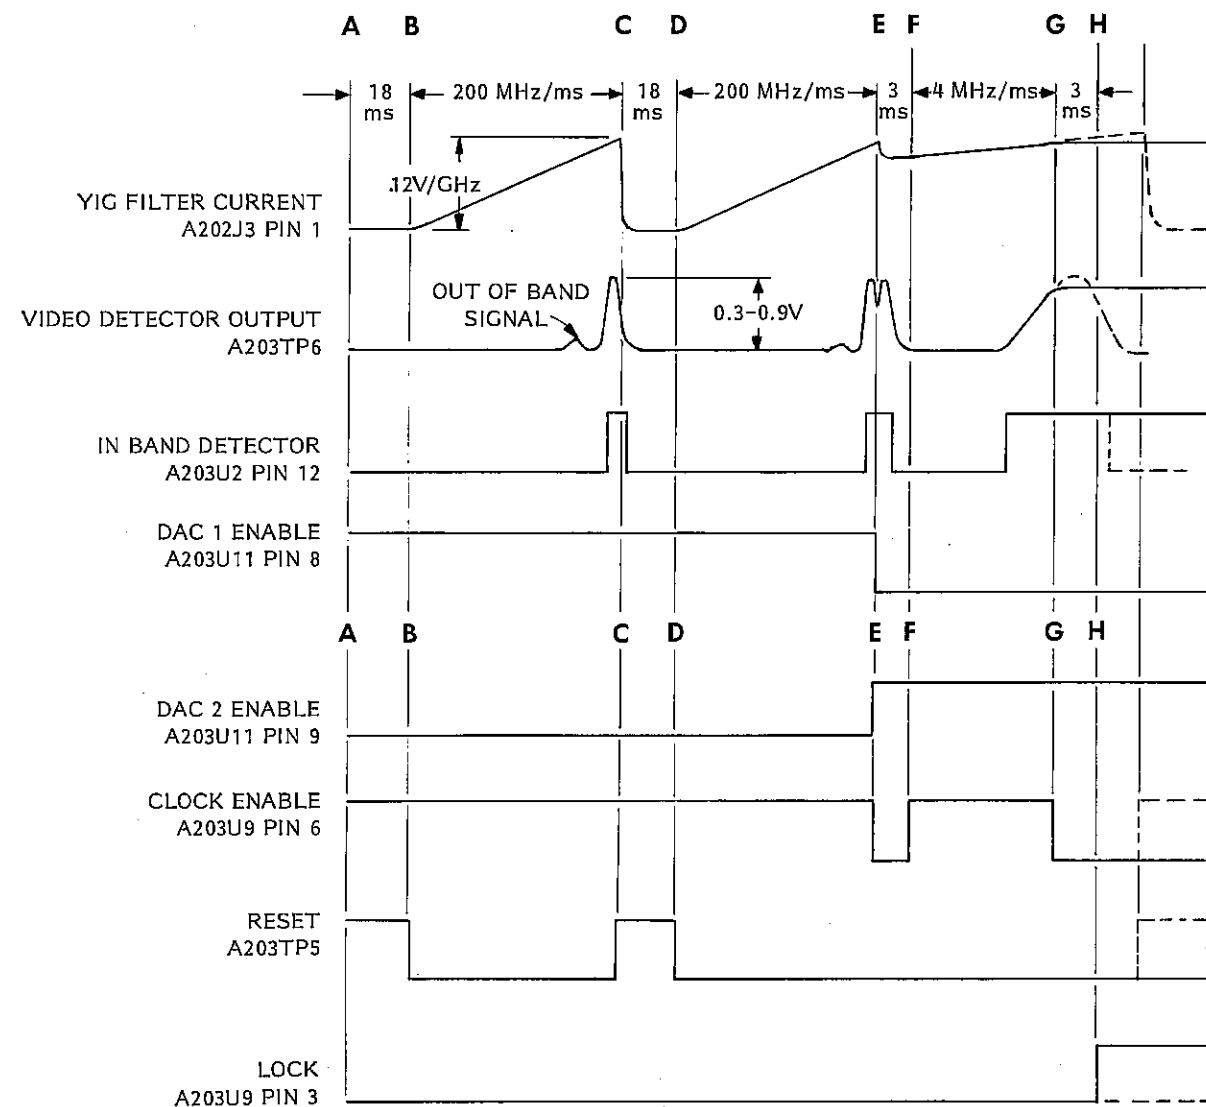 A B C D E F G H
18 ms
200 MHz/ms
18 ms
200 MHz/ms
3 ms
4 MHz/ms
3 ms
.12V/GHz
YIG FILTER CURRENT
A202J3 PIN 1
OUT OF BAND
SIGNAL
0.3-0.9V
VIDEO DETECTOR OUTPUT
A203TP6
IN BAND DETECTOR
A203U2 PIN 12
DAC 1 ENABLE
A203U11 PIN 8
A B C D E F G H
DAC 2 ENABLE
A203U11 PIN 9
CLOCK ENABLE
A203U9 PIN 6
RESET
A203TP5
LOCK
A203U9 PIN 3